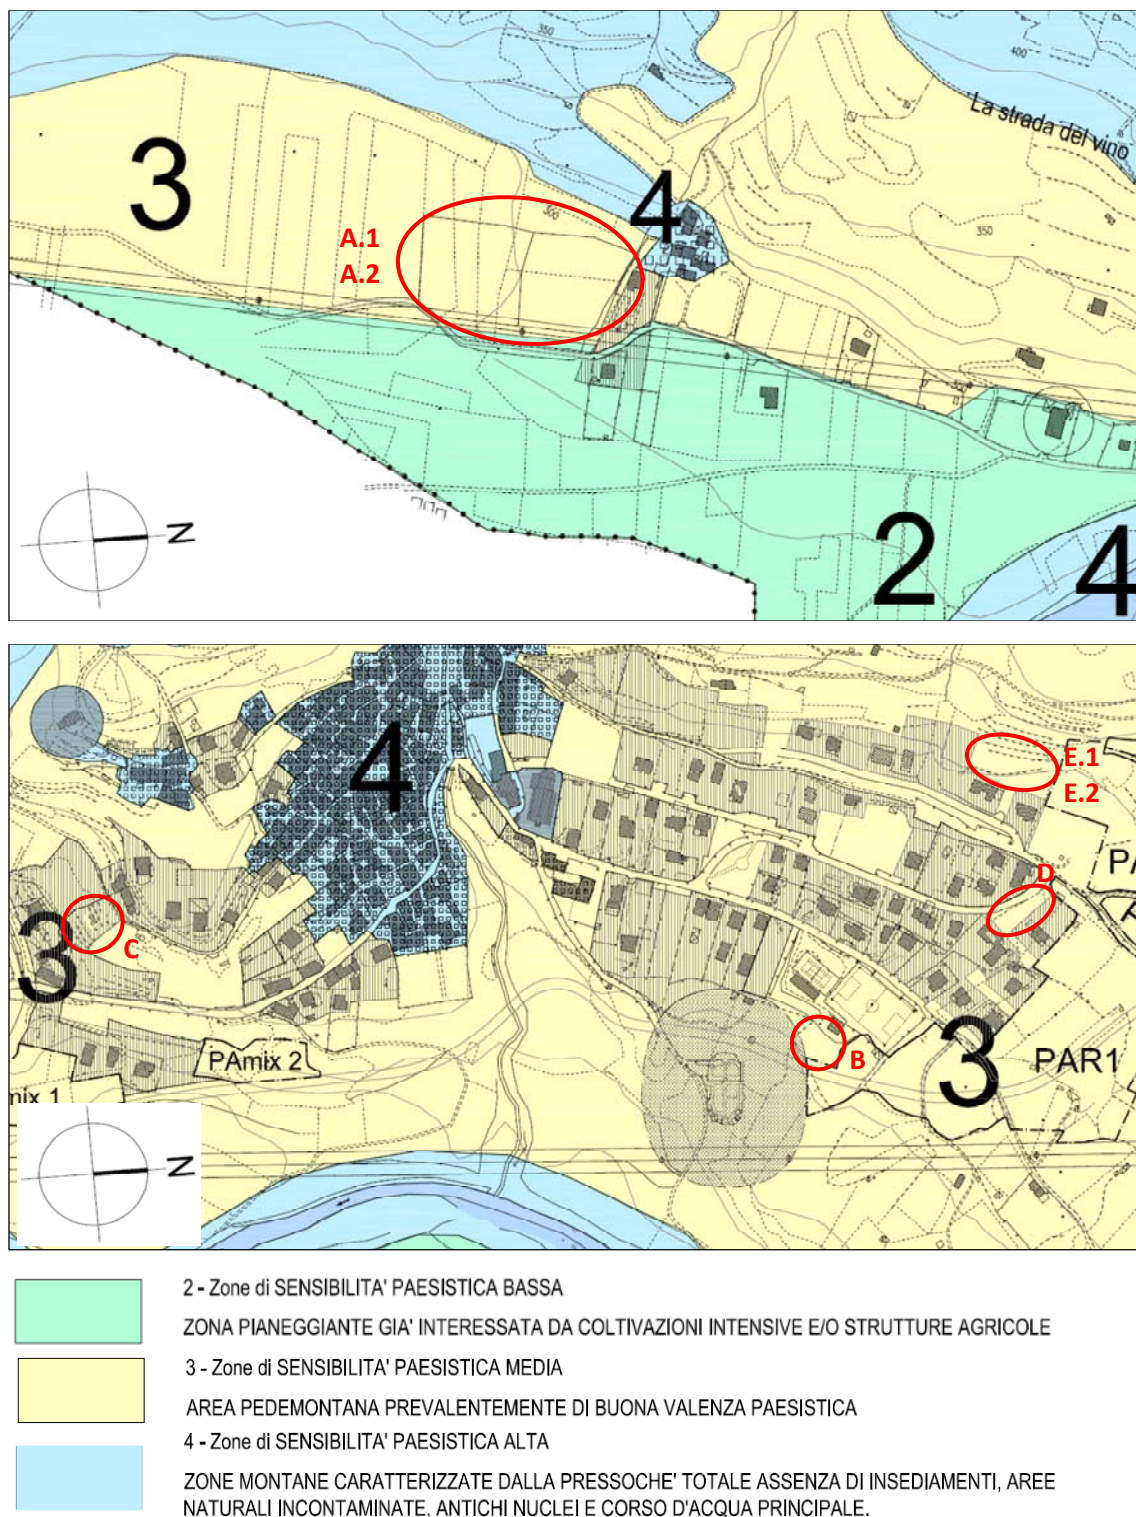 350
400
La strada del vino
3
4
300
350
A.1
A.2
300
N
2
4
4
E.1
E.2
PA
D
3
C
3
B
PAR1
PAmix 2
mix 1
N
2 - Zone di SENSIBILITA' PAESISTICA BASSA
ZONA PIANEGGIANTE GIA' INTERESSATA DA COLTIVAZIONI INTENSIVE E/O STRUTTURE AGRICOLE
3 - Zone di SENSIBILITA' PAESISTICA MEDIA
AREA PEDEMONTANA PREVALENTEMENTE DI BUONA VALENZA PAESISTICA
4 - Zone di SENSIBILITA' PAESISTICA ALTA
ZONE MONTANE CARATTERIZZATE DALLA PRESSOCHE' TOTALE ASSENZA DI INSEDIAMENTI, AREE
NATURALI INCONTAMINATE, ANTICHI NUCLEI E CORSO D'ACQUA PRINCIPALE.